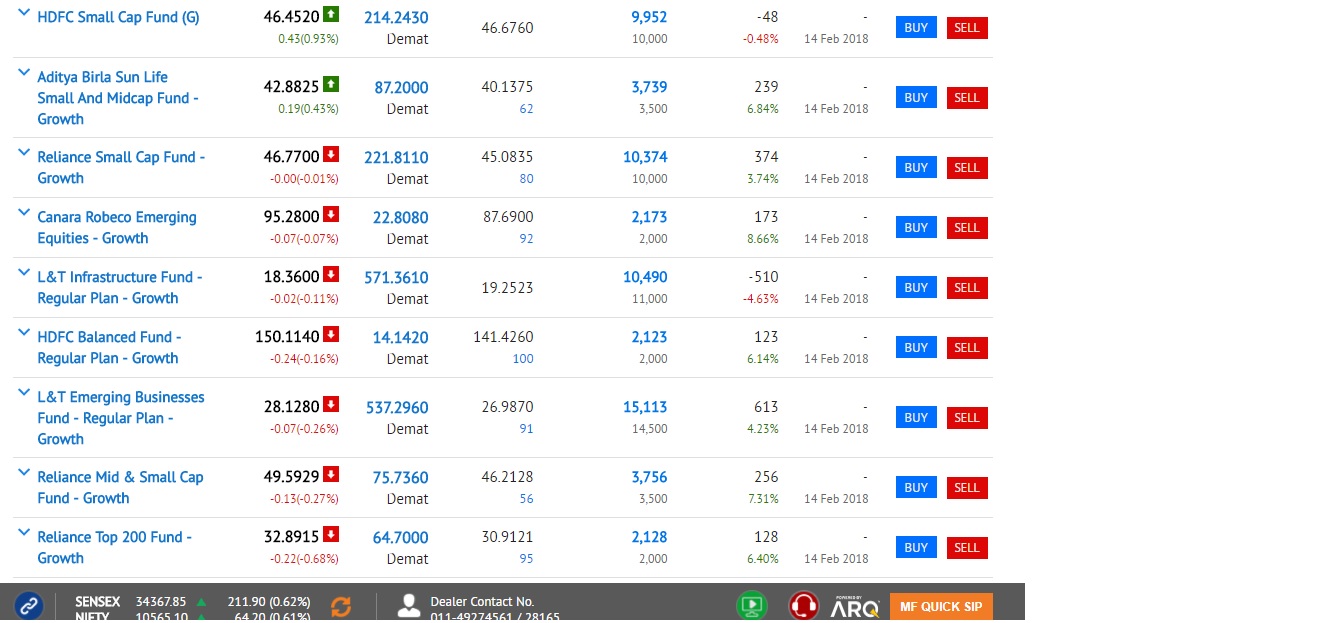 HDFC Small Cap Fund (G) 46.4520 214.2430 46.6760 9,952 -48 - BUY SELL
0.43(0.93%) Demat 10,000 -0.48% 14 Feb 2018
Aditya Birla Sun Life
Small And Midcap Fund - 42.8825 87.2000 40.1375 3,739 239 - BUY SELL
Growth 0.19(0.43%) Demat 62 3,500 6.84% 14 Feb 2018
Reliance Small Cap Fund - 46.7700 221.8110 45.0835 10,374 374 - BUY SELL
Growth -0.00(-0.01%) Demat 80 10,000 3.74% 14 Feb 2018
Canara Robeco Emerging 95.2800 22.8080 87.6900 2,173 173 - BUY SELL
Equities - Growth -0.07(-0.07%) Demat 92 2,000 8.66% 14 Feb 2018
L&T Infrastructure Fund - 18.3600 571.3610 19.2523 10,490 -510 - BUY SELL
Regular Plan - Growth -0.02(-0.11%) Demat 11,000 -4.63% 14 Feb 2018
HDFC Balanced Fund - 150.1140 14.1420 141.4260 2,123 123 - BUY SELL
Regular Plan - Growth -0.24(-0.16%) Demat 100 2,000 6.14% 14 Feb 2018
L&T Emerging Businesses
Fund - Regular Plan - 28.1280 537.2960 26.9870 15,113 613 - BUY SELL
Growth -0.07(-0.26%) Demat 91 14,500 4.23% 14 Feb 2018
Reliance Mid & Small Cap 49.5929 75.7360 46.2128 3,756 256 - BUY SELL
Fund - Growth -0.13(-0.27%) Demat 56 3,500 7.31% 14 Feb 2018
Reliance Top 200 Fund - 32.8915 64.7000 30.9121 2,128 128 - BUY SELL
Growth -0.22(-0.68%) Demat 95 2,000 6.40% 14 Feb 2018
SENSEX 34367.85 211.90 (0.62%) Dealer Contact No. POWERED BY ARQ MF QUICK SIP
NIFTY 10565.10 64.20 (0.61%) 011-49274561 / 28165